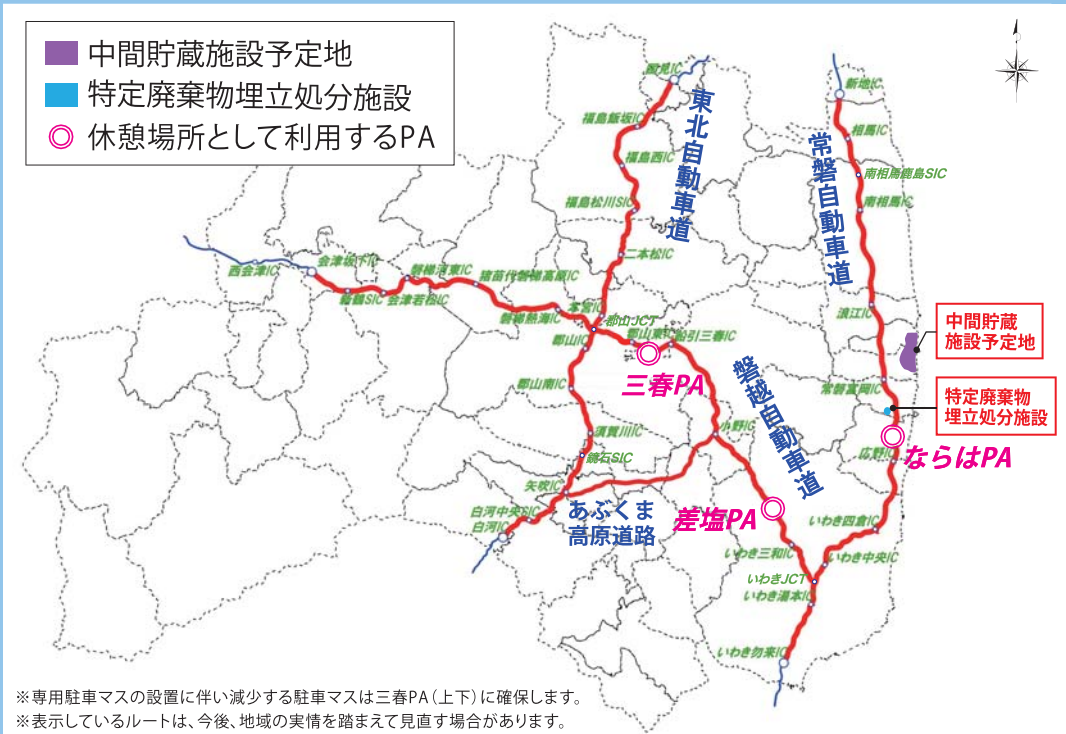 中間貯蔵施設予定地
特定廃棄物埋立処分施設
休憩場所として利用するPA
国見IC
新地IC
東北自動車道
福島飯坂IC
相馬IC
常磐自動車道
福島西IC
南相馬鹿島SIC
福島松川SIC
南相馬IC
二本松IC
西会津IC
会津坂下IC
磐梯河東IC
猪苗代磐梯高原IC
新鶴SIC
会津若松IC
磐梯熱海IC
本宮IC
浪江IC
郡山JCT
郡山IC
郡山東IC
船引三春IC
中間貯蔵
施設予定地
三春PA
磐越自動車道
郡山南IC
常磐富岡IC
特定廃棄物
埋立処分施設
須賀川IC
小野IC
ならはPA
広野IC
鏡石SIC
矢吹IC
あぶくま
高原道路
差塩PA
白河中央SIC
白河IC
いわき四倉IC
いわき三和IC
いわき中央IC
いわきJCT
いわき湯本IC
いわき勿来IC
※専用駐車マスの設置に伴い減少する駐車マスは三春PA(上下)に確保します。
※表示しているルートは、今後、地域の実情を踏まえて見直す場合があります。